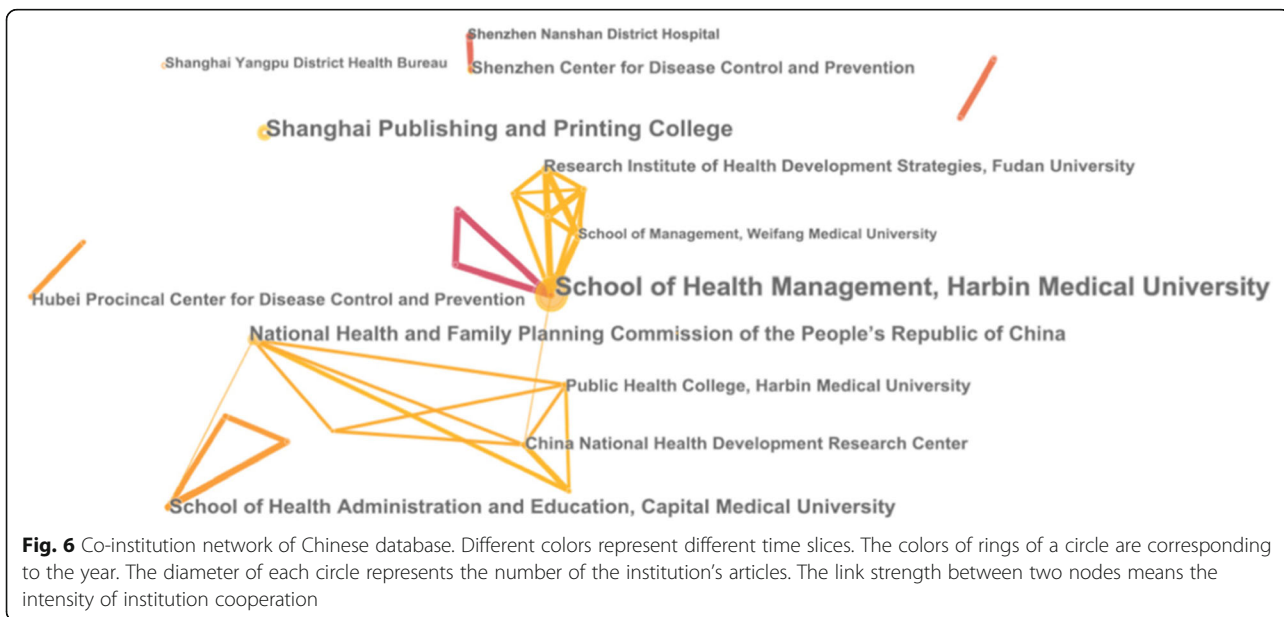 Shenzhen Nanshan District Hospital
Shanghai Yangpu District Health Bureau
Shenzhen Center for Disease Control and Prevention
Shanghai Publishing and Printing College
Research Institute of Health Development Strategies, Fudan University
School of Management, Weifang Medical University
School of Health Management, Harbin Medical University
Hubei Procincal Center for Disease Control and Prevention
National Health and Family Planning Commission of the People's Republic of China
Public Health College, Harbin Medical University
China National Health Development Research Center
School of Health Administration and Education, Capital Medical University
Fig. 6 Co-institution network of Chinese database. Different colors represent different time slices. The colors of rings of a circle are corresponding
to the year. The diameter of each circle represents the number of the institution's articles. The link strength between two nodes means the
intensity of institution cooperation